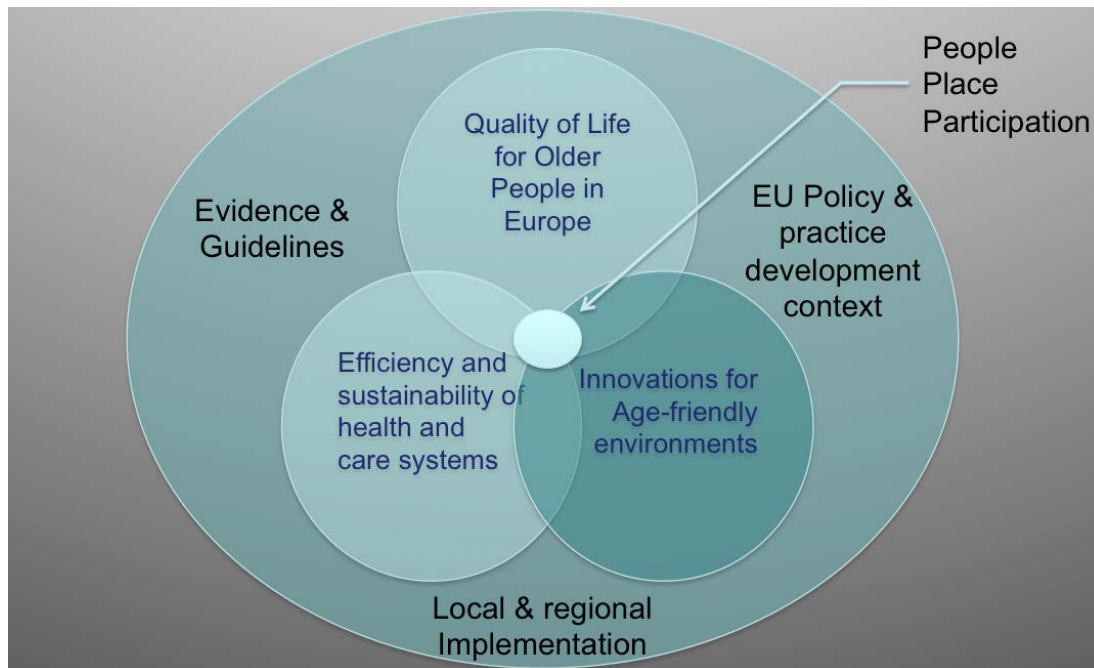 People
Place
Participation
Quality of Life
for Older
People in
Europe
Evidence &
Guidelines
EU Policy &
practice
development
context
Efficiency and
sustainability of
health and
care systems
Innovations for
Age-friendly
environments
Local & regional
Implementation